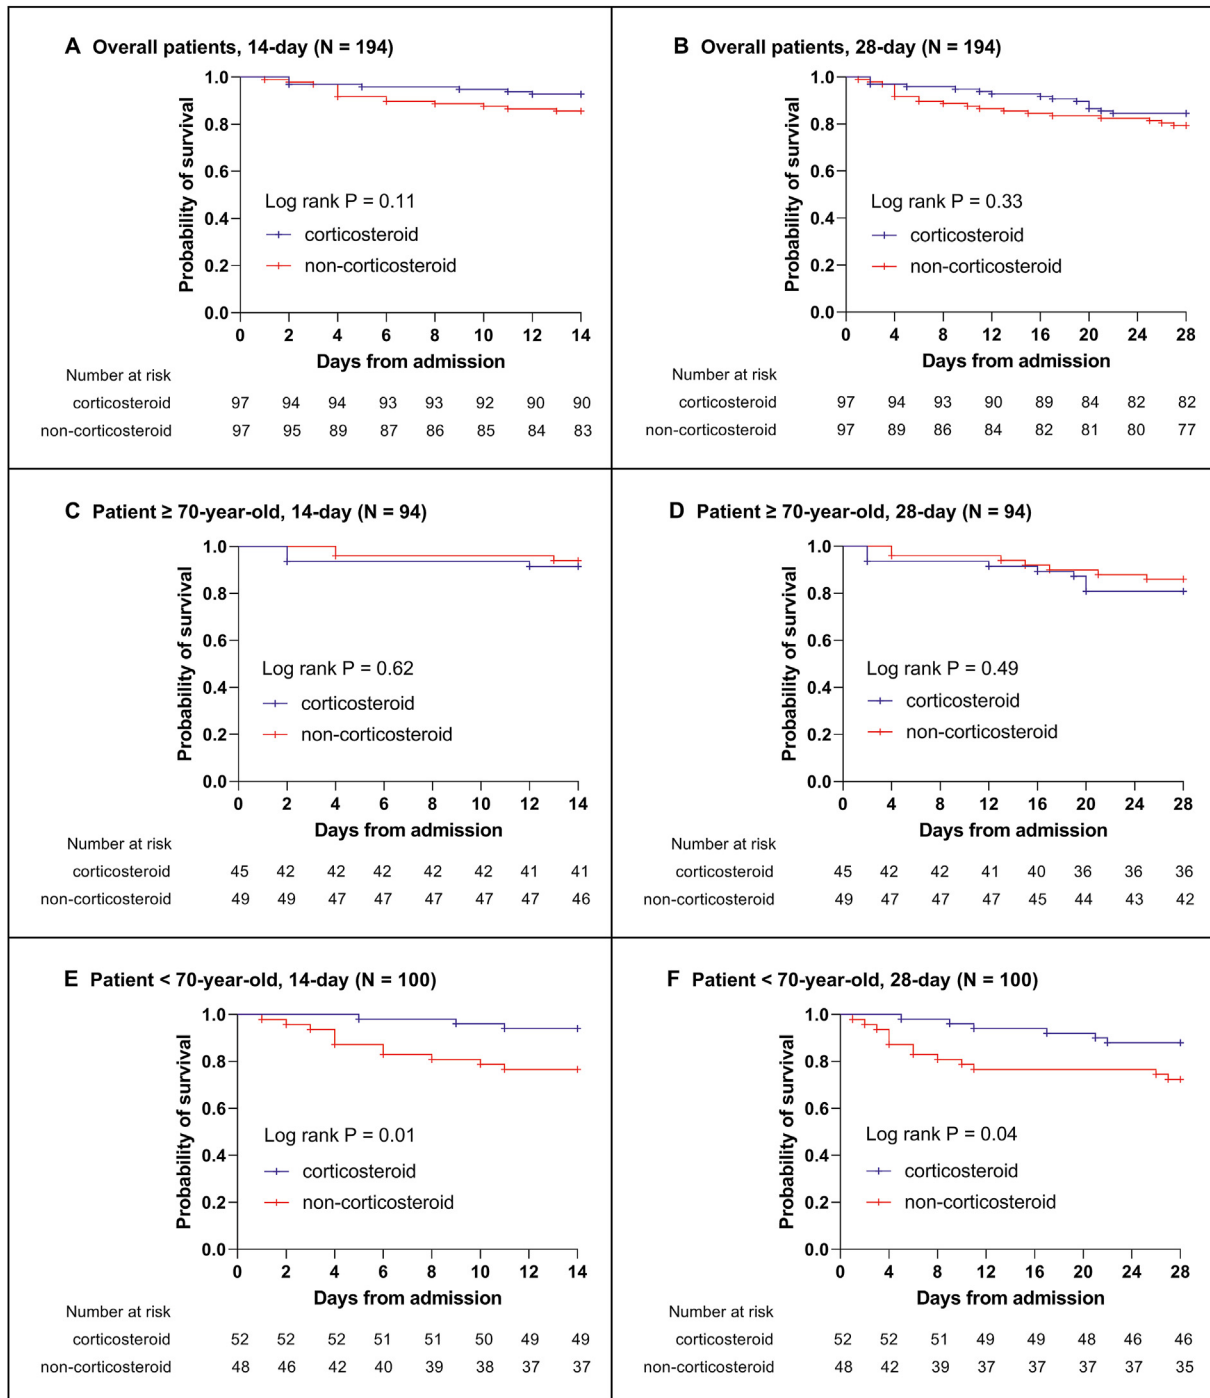 A Overall patients, 14-day (N = 194)
Probability of survival
1.0
0.8
0.6
0.4
0.2
0.0
Log rank P = 0.11
corticosteroid
non-corticosteroid
0 2 4 6 8 10 12 14
Days from admission
Number at risk
corticosteroid 97 94 94 93 93 92 90 90
non-corticosteroid 97 95 89 87 86 85 84 83
B Overall patients, 28-day (N = 194)
Probability of survival
1.0
0.8
0.6
0.4
0.2
0.0
Log rank P = 0.33
corticosteroid
non-corticosteroid
0 4 8 12 16 20 24 28
Days from admission
Number at risk
corticosteroid 97 94 93 90 89 84 82 82
non-corticosteroid 97 89 86 84 82 81 80 77
C Patient ≥ 70-year-old, 14-day (N = 94)
Probability of survival
1.0
0.8
0.6
0.4
0.2
0.0
Log rank P = 0.62
corticosteroid
non-corticosteroid
0 2 4 6 8 10 12 14
Days from admission
Number at risk
corticosteroid 45 42 42 42 42 42 41 41
non-corticosteroid 49 49 47 47 47 47 47 46
D Patient ≥ 70-year-old, 28-day (N = 94)
Probability of survival
1.0
0.8
0.6
0.4
0.2
0.0
Log rank P = 0.49
corticosteroid
non-corticosteroid
0 4 8 12 16 20 24 28
Days from admission
Number at risk
corticosteroid 45 42 42 41 40 36 36 36
non-corticosteroid 49 47 47 47 45 44 43 42
E Patient < 70-year-old, 14-day (N = 100)
Probability of survival
1.0
0.8
0.6
0.4
0.2
0.0
Log rank P = 0.01
corticosteroid
non-corticosteroid
0 2 4 6 8 10 12 14
Days from admission
Number at risk
corticosteroid 52 52 52 51 51 50 49 49
non-corticosteroid 48 46 42 40 39 38 37 37
F Patient < 70-year-old, 28-day (N = 100)
Probability of survival
1.0
0.8
0.6
0.4
0.2
0.0
Log rank P = 0.04
corticosteroid
non-corticosteroid
0 4 8 12 16 20 24 28
Days from admission
Number at risk
corticosteroid 52 52 51 49 49 48 46 46
non-corticosteroid 48 42 39 37 37 37 37 35